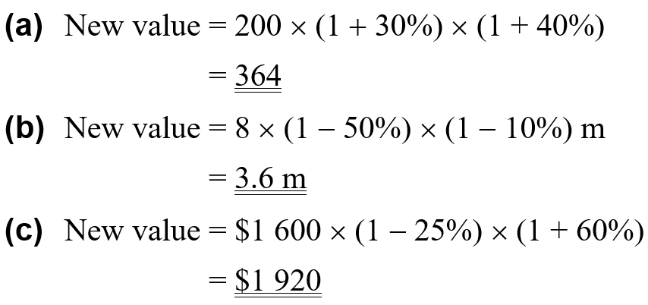 (a) New value = 200 × (1 + 30%) × (1 + 40%)
= 364
(b) New value = 8 × (1 − 50%) × (1 − 10%) m
= 3.6 m
(c) New value = $1 600 × (1 − 25%) × (1 + 60%)
= $1 920